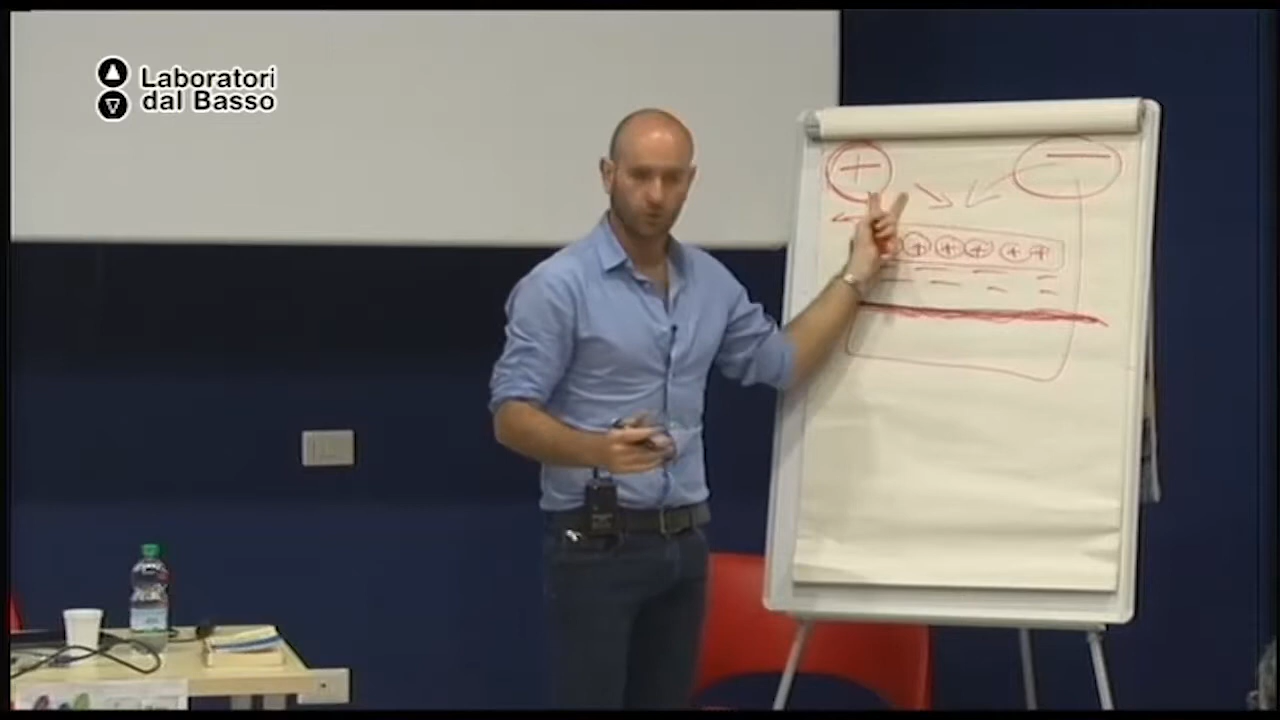 Laboratori
dal Basso
+ −
+ + + + +